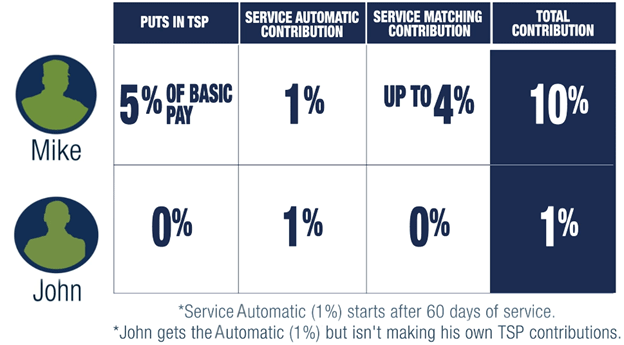 PUTS IN TSP
SERVICE AUTOMATIC
CONTRIBUTION
SERVICE MATCHING
CONTRIBUTION
TOTAL
CONTRIBUTION
Mike
5% OF BASIC
PAY
1%
UP TO 4%
10%
John
0%
1%
0%
1%
*Service Automatic (1%) starts after 60 days of service.
*John gets the Automatic (1%) but isn't making his own TSP contributions.